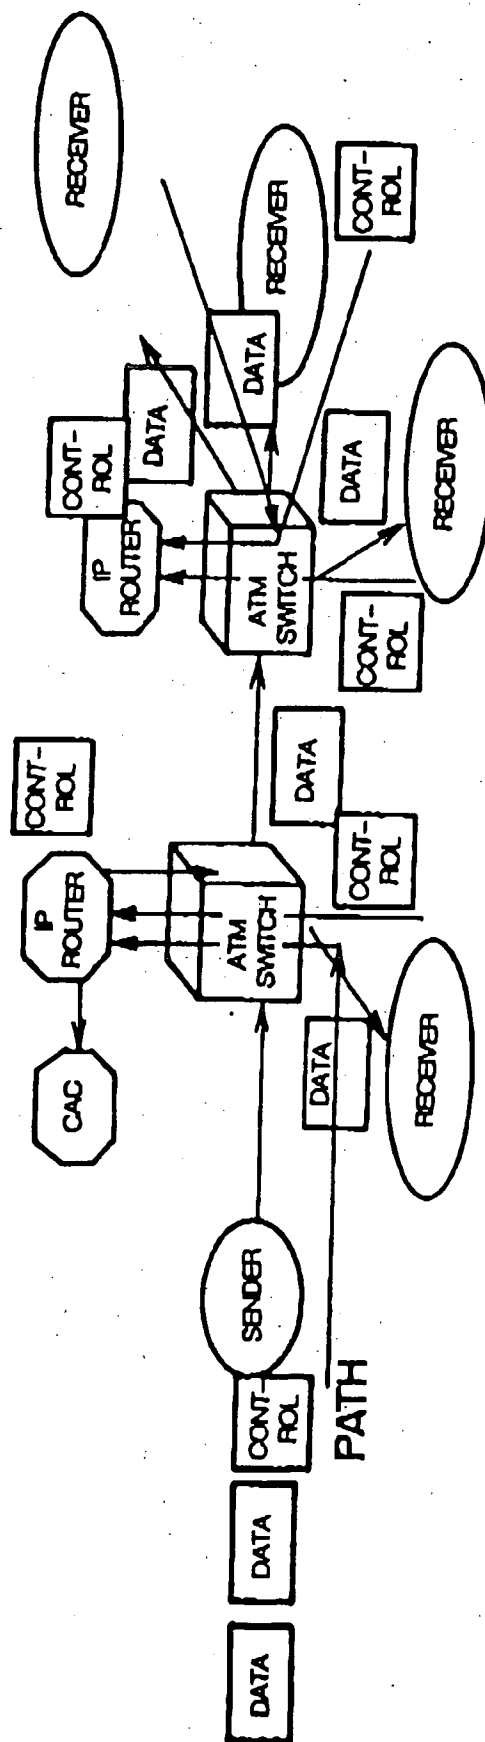 DATA
DATA
CONT-
ROL
PATH
SENDER
CAC
IP
ROUTER
CONT-
ROL
ATM
SWITCH
DATA
RECEIVER
DATA
CONT-
ROL
CONT-
ROL
IP
ROUTER
CONT-
ROL
DATA
ATM
SWITCH
DATA
RECEIVER
DATA
RECEIVER
CONT-
ROL
RECEIVER